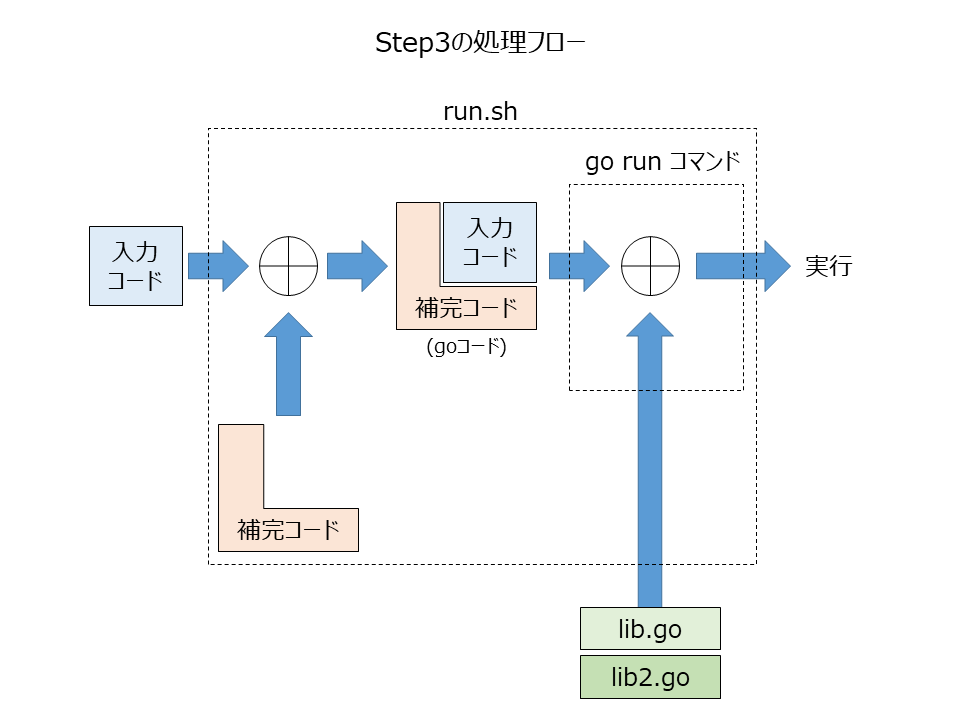 Step3の処理フロー
run.sh
go run コマンド
入力
コード
入力
コード
補完コード
(goコード)
実行
補完コード
lib.go
lib2.go